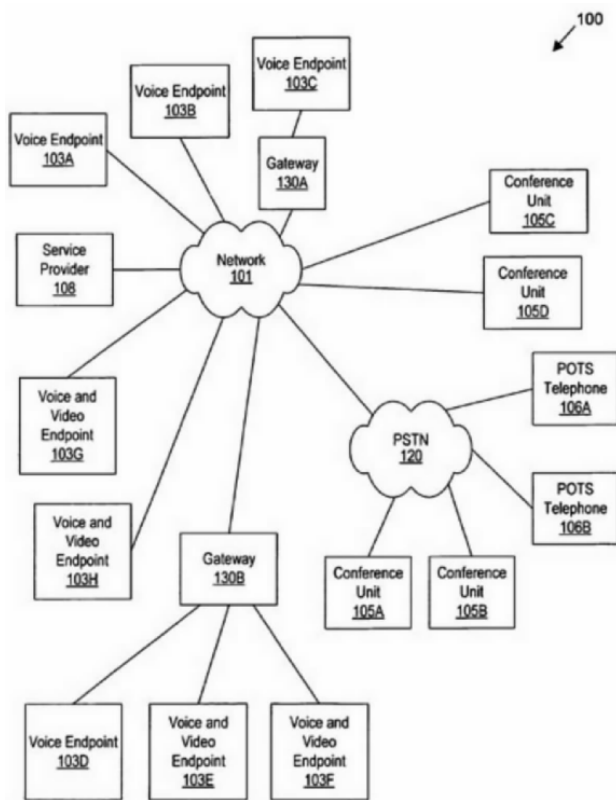 100
Voice Endpoint
103C
Voice Endpoint
103B
Voice Endpoint
103A
Gateway
130A
Conference
Unit
105C
Service
Provider
108
Network
101
Conference
Unit
105D
Voice and
Video
Endpoint
103G
POTS
Telephone
106A
PSTN
120
POTS
Telephone
106B
Voice and
Video
Endpoint
103H
Gateway
130B
Conference
Unit
105A
Conference
Unit
105B
Voice Endpoint
103D
Voice and
Video
Endpoint
103E
Voice and
Video
Endpoint
103F